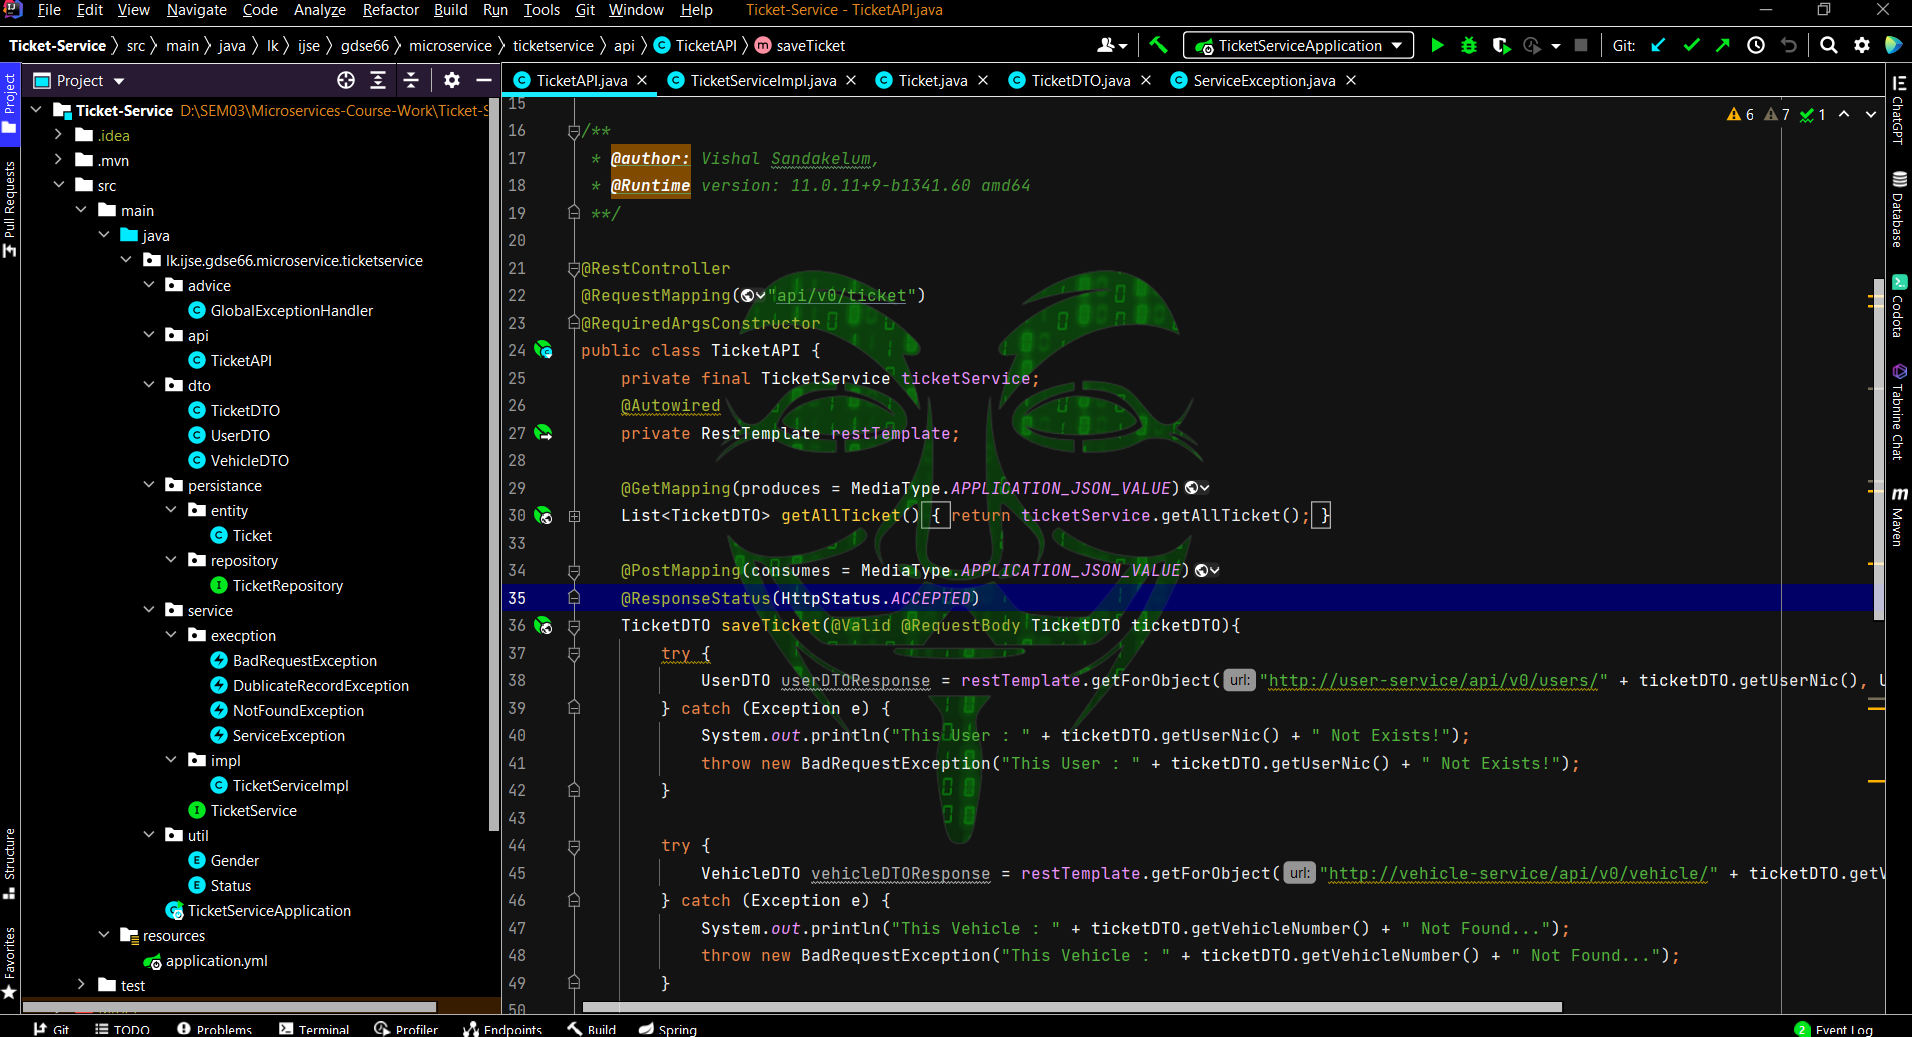 File Edit View Navigate Code Analyze Refactor Build Run Tools Git Window Help Ticket-Service - TicketAPI.java
Ticket-Service src main java lk ijse gdse66 microservice ticketservice api TicketAPI saveTicket TicketServiceApplication Git:
Project
TicketAPI.java TicketServiceImpl.java Ticket.java TicketDTO.java ServiceException.java
Project
Pull Requests
Structure
Favorites
Ticket-Service D:\SEM03\Microservices-Course-Work\Ticket-S
.idea
.mvn
src
main
java
lk.ijse.gdse66.microservice.ticketservice
advice
GlobalExceptionHandler
api
TicketAPI
dto
TicketDTO
UserDTO
VehicleDTO
persistance
entity
Ticket
repository
TicketRepository
service
execption
BadRequestException
DublicateRecordException
NotFoundException
ServiceException
impl
TicketServiceImpl
TicketService
util
Gender
Status
TicketServiceApplication
resources
application.yml
test
6 7 1
15
16 /**
17 * @author: Vishal Sandakelum,
18 * @Runtime version: 11.0.11+9-b1341.60 amd64
19 **/
20
21 @RestController
22 @RequestMapping("api/v0/ticket")
23 @RequiredArgsConstructor
24 public class TicketAPI {
25 private final TicketService ticketService;
26 @Autowired
27 private RestTemplate restTemplate;
28
29 @GetMapping(produces = MediaType.APPLICATION_JSON_VALUE)
30 List<TicketDTO> getAllTicket() { return ticketService.getAllTicket(); }
33
34 @PostMapping(consumes = MediaType.APPLICATION_JSON_VALUE)
35 @ResponseStatus(HttpStatus.ACCEPTED)
36 TicketDTO saveTicket(@Valid @RequestBody TicketDTO ticketDTO){
37 try {
38 UserDTO userDTOResponse = restTemplate.getForObject( url: "http://user-service/api/v0/users/" + ticketDTO.getUserNic(), U
39 } catch (Exception e) {
40 System.out.println("This User : " + ticketDTO.getUserNic() + " Not Exists!");
41 throw new BadRequestException("This User : " + ticketDTO.getUserNic() + " Not Exists!");
42 }
43
44 try {
45 VehicleDTO vehicleDTOResponse = restTemplate.getForObject( url: "http://vehicle-service/api/v0/vehicle/" + ticketDTO.getV
46 } catch (Exception e) {
47 System.out.println("This Vehicle : " + ticketDTO.getVehicleNumber() + " Not Found...");
48 throw new BadRequestException("This Vehicle : " + ticketDTO.getVehicleNumber() + " Not Found...");
49 }
50
ChatGPT
Database
Codota
Tabnine Chat
Maven
Git TODO Problems Terminal Profiler Endpoints Build Spring 2 Event Log